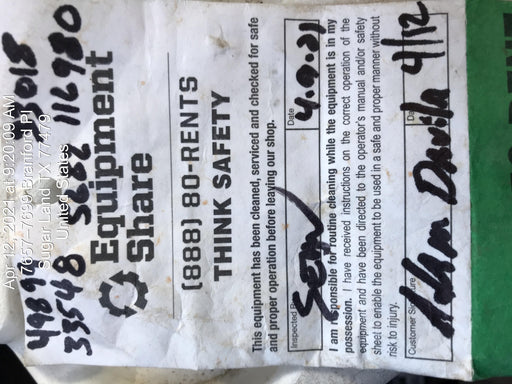 Apr 12, 2021 at 9:20:09 AM
Branford Pl
Sugar Land TX 77479
United States
33548 116980
Equipment
Share
(888) 80-RENTS
THINK SAFETY
This equipment has been cleaned, serviced and checked for safe
and proper operation before leaving our shop.
Inspected Date
4.9.21
I am responsible for routine cleaning while the equipment is in my
possession. I have received instructions on the correct operation of the
equipment and have been directed to the operator's manual and/or safety
sheet to enable the equipment to be used in a safe and proper manner without
risk to injury.
Customer Signature
Adam Davila 4/12